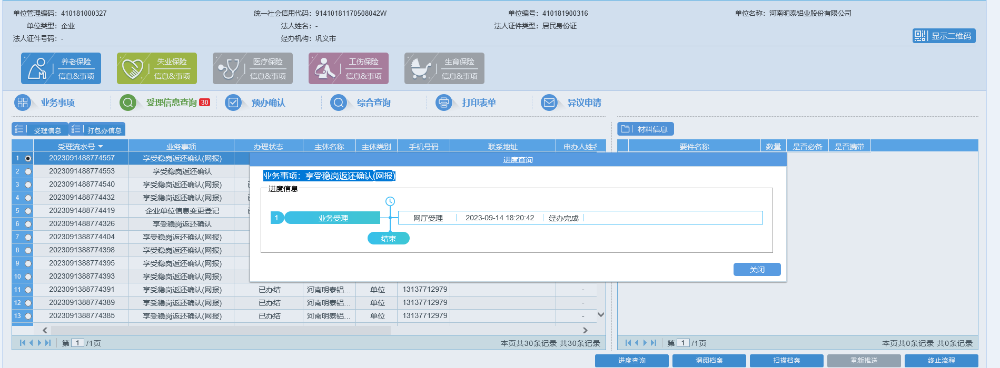 单位管理编码：410181000327 统一社会信用代码：91410181170508042W 单位编号：410181900316 单位名称：河南明泰铝业股份有限公司
单位类型：企业 法人姓名：- 法人证件类型：居民身份证
法人证件号码：- 经办机构：巩义市
显示二维码
养老保险 失业保险 医疗保险 工伤保险 生育保险
信息&事项 信息&事项 信息&事项 信息&事项 信息&事项
业务事项 受理信息查询 30 预办确认 综合查询 打印表单 异议申请
受理信息 打包办信息 材料信息
受理流水号 业务事项 办理状态 主体名称 主体类别 手机号码 联系地址 申办人姓名 要件名称 数量 是否必备 是否携带
1 2023091488774557 享受稳岗返还确认(网报)
进度查询
2 2023091488774553 享受稳岗返还确认
业务事项：享受稳岗返还确认(网报)
3 2023091488774540 享受稳岗返还确认(网报)
进度信息
4 2023091488774432 享受稳岗返还确认(网报)
5 2023091488774419 企业单位信息变更登记
1 业务受理 网厅受理 2023-09-14 18:20:42 经办完成
6 2023091488774326 享受稳岗返还确认
7 2023091388774404 享受稳岗返还确认(网报)
结束
8 2023091388774398 享受稳岗返还确认(网报)
9 2023091388774395 享受稳岗返还确认(网报)
关闭
10 2023091388774393 享受稳岗返还确认(网报)
11 2023091388774391 享受稳岗返还确认(网报) 已办结 河南明泰铝... 单位 13137712979 -
12 2023091388774389 享受稳岗返还确认(网报) 已办结 河南明泰铝... 单位 13137712979 -
13 2023091388774385 享受稳岗返还确认(网报) 已办结 河南明泰铝... 单位 13137712979 -
第 1 /1页 本页共30条记录 共30条记录 第 1 /1页 本页共0条记录 共0条记录
进度查询 调阅档案 扫描档案 重新推送 终止流程